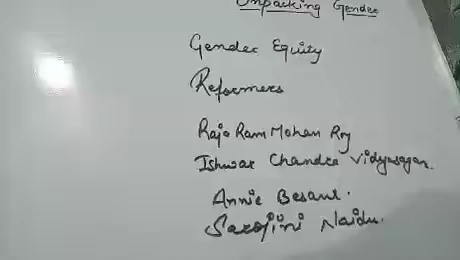 Unpacking Gender
Gender Equity
Reformers
Raja Ram Mohan Roy
Ishwar Chandra Vidyasagar.
Annie Besant.
Sarojini Naidu.